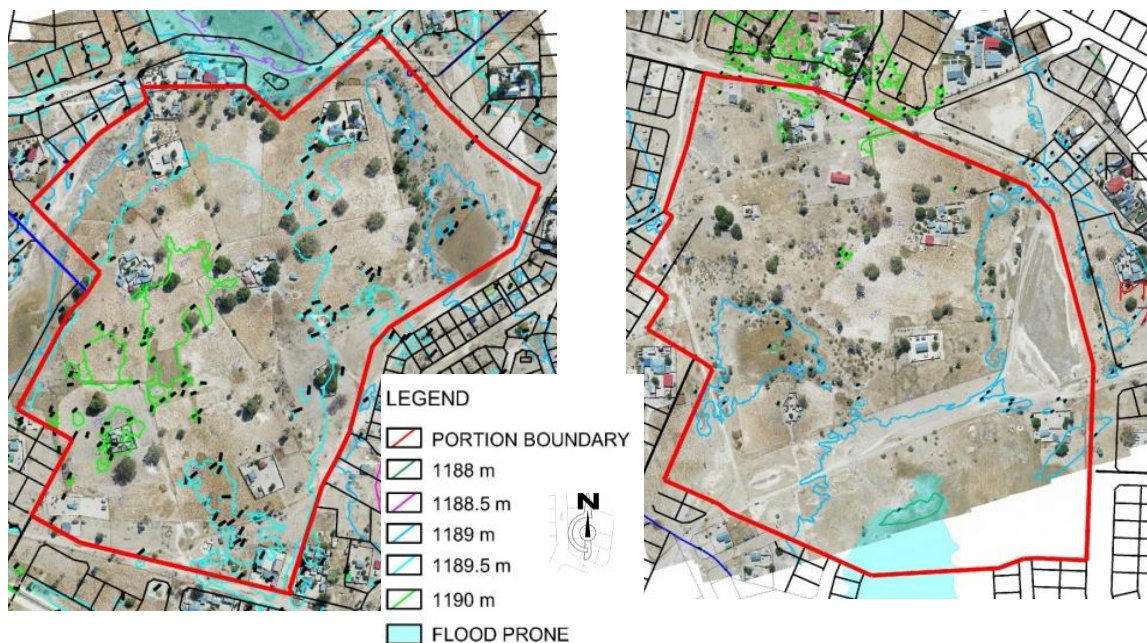 LEGEND
PORTION BOUNDARY
1188 m
1188.5 m
1189 m
1189.5 m
1190 m
FLOOD PRONE
N